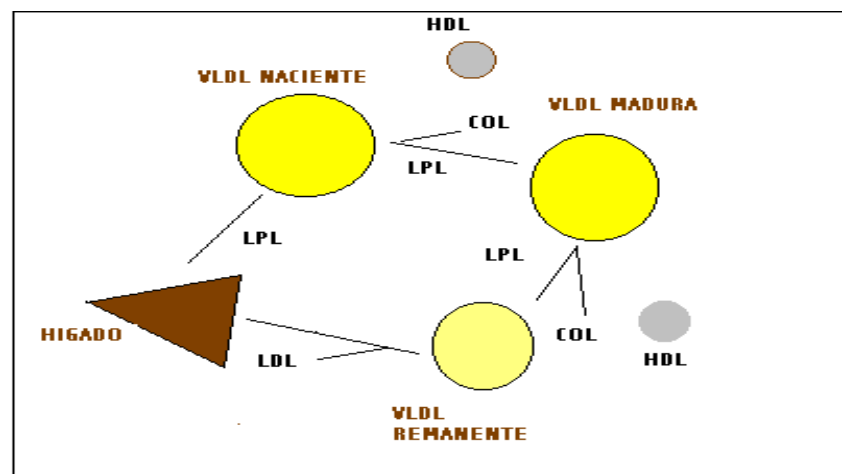 HDL
VLDL NACIENTE
VLDL MADURA
COL
LPL
LPL
LPL
HIGADO
LDL
COL
HDL
VLDL
REMANENTE